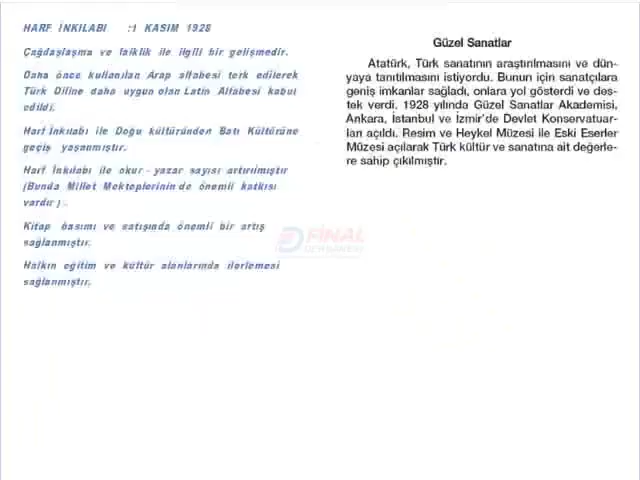 HARF İNKILABI :1 KASIM 1928
Çağdaşlaşma ve laiklik ile ilgili bir gelişmedir.
Daha önce kullanılan Arap alfabesi terk edilerek
Türk Diline daha uygun olan Latin Alfabesi kabul
edildi.
Harf İnkılabı ile Doğu kültüründen Batı Kültürüne
geçiş yaşanmıştır.
Harf İnkılabı ile okur - yazar sayısı artırılmıştır
(Bunda Millet Mekteplerinin de önemli katkısı
vardır ) .
Kitap basımı ve satışında önemli bir artış
sağlanmıştır.
Halkın eğitim ve kültür alanlarında ilerlemesi
sağlanmıştır.
Güzel Sanatlar
Atatürk, Türk sanatının araştırılmasını ve dün-
yaya tanıtılmasını istiyordu. Bunun için sanatçılara
geniş imkanlar sağladı, onlara yol gösterdi ve des-
tek verdi. 1928 yılında Güzel Sanatlar Akademisi,
Ankara, İstanbul ve İzmir'de Devlet Konservatuar-
ları açıldı. Resim ve Heykel Müzesi ile Eski Eserler
Müzesi açılarak Türk kültür ve sanatına ait değerle-
re sahip çıkılmıştır.
FİNAL
DERSANESİ